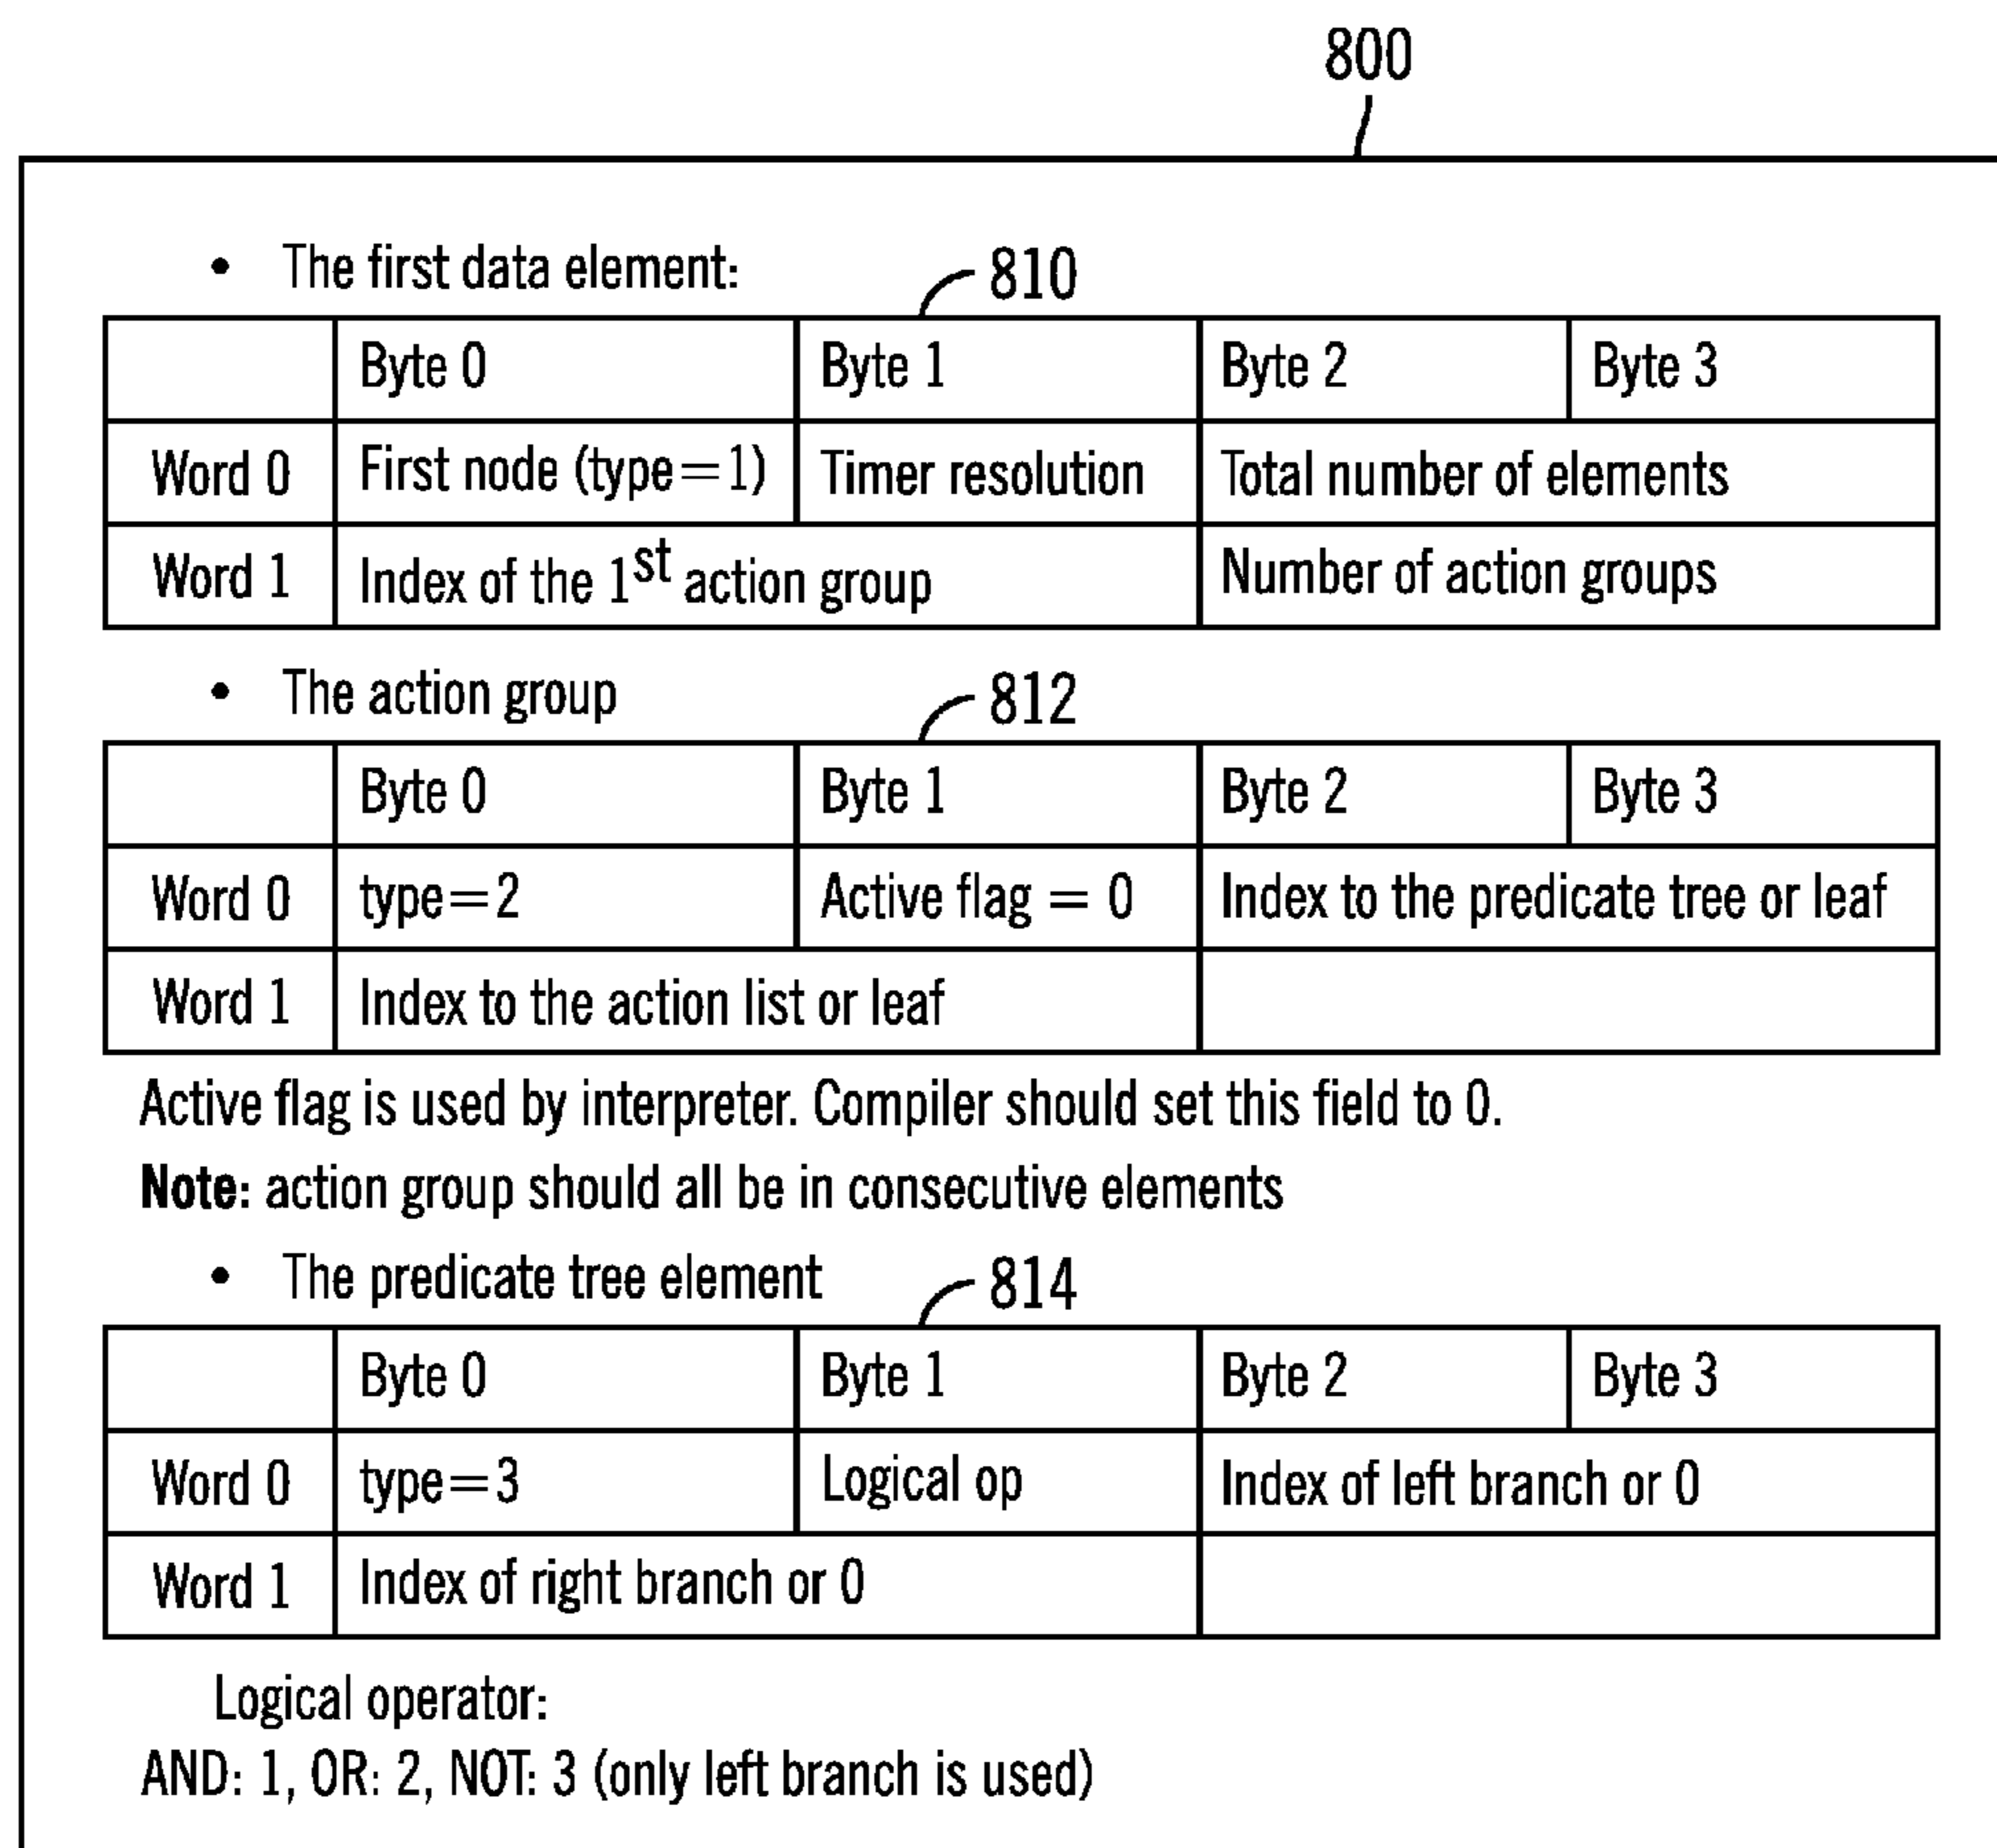 800
• The first data element:
810
Byte 0 Byte 1 Byte 2 Byte 3
Word 0 First node (type=1) Timer resolution Total number of elements
Word 1 Index of the 1st action group Number of action groups
• The action group
812
Byte 0 Byte 1 Byte 2 Byte 3
Word 0 type=2 Active flag = 0 Index to the predicate tree or leaf
Word 1 Index to the action list or leaf
Active flag is used by interpreter. Compiler should set this field to 0.
Note: action group should all be in consecutive elements
• The predicate tree element
814
Byte 0 Byte 1 Byte 2 Byte 3
Word 0 type=3 Logical op Index of left branch or 0
Word 1 Index of right branch or 0
Logical operator:
AND: 1, OR: 2, NOT: 3 (only left branch is used)